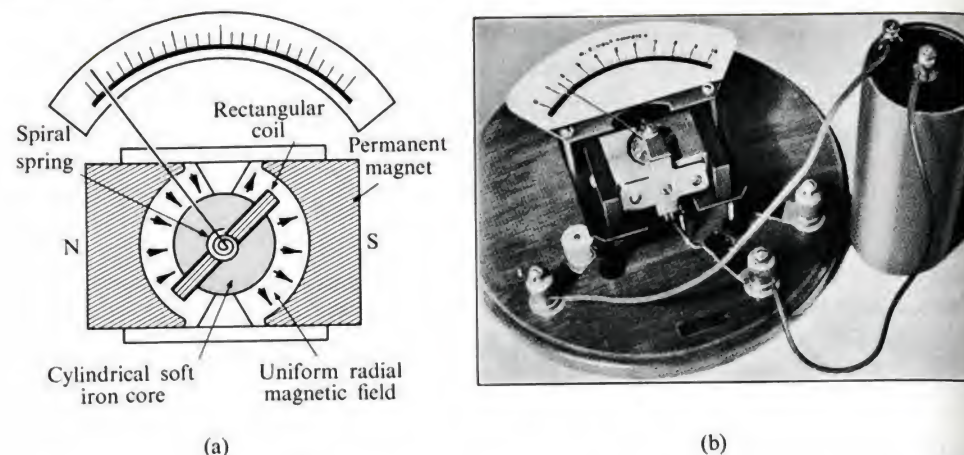 Spiral
spring
Rectangular
coil
Permanent
magnet
N
S
Cylindrical soft
iron core
Uniform radial
magnetic field
(a)
(b)